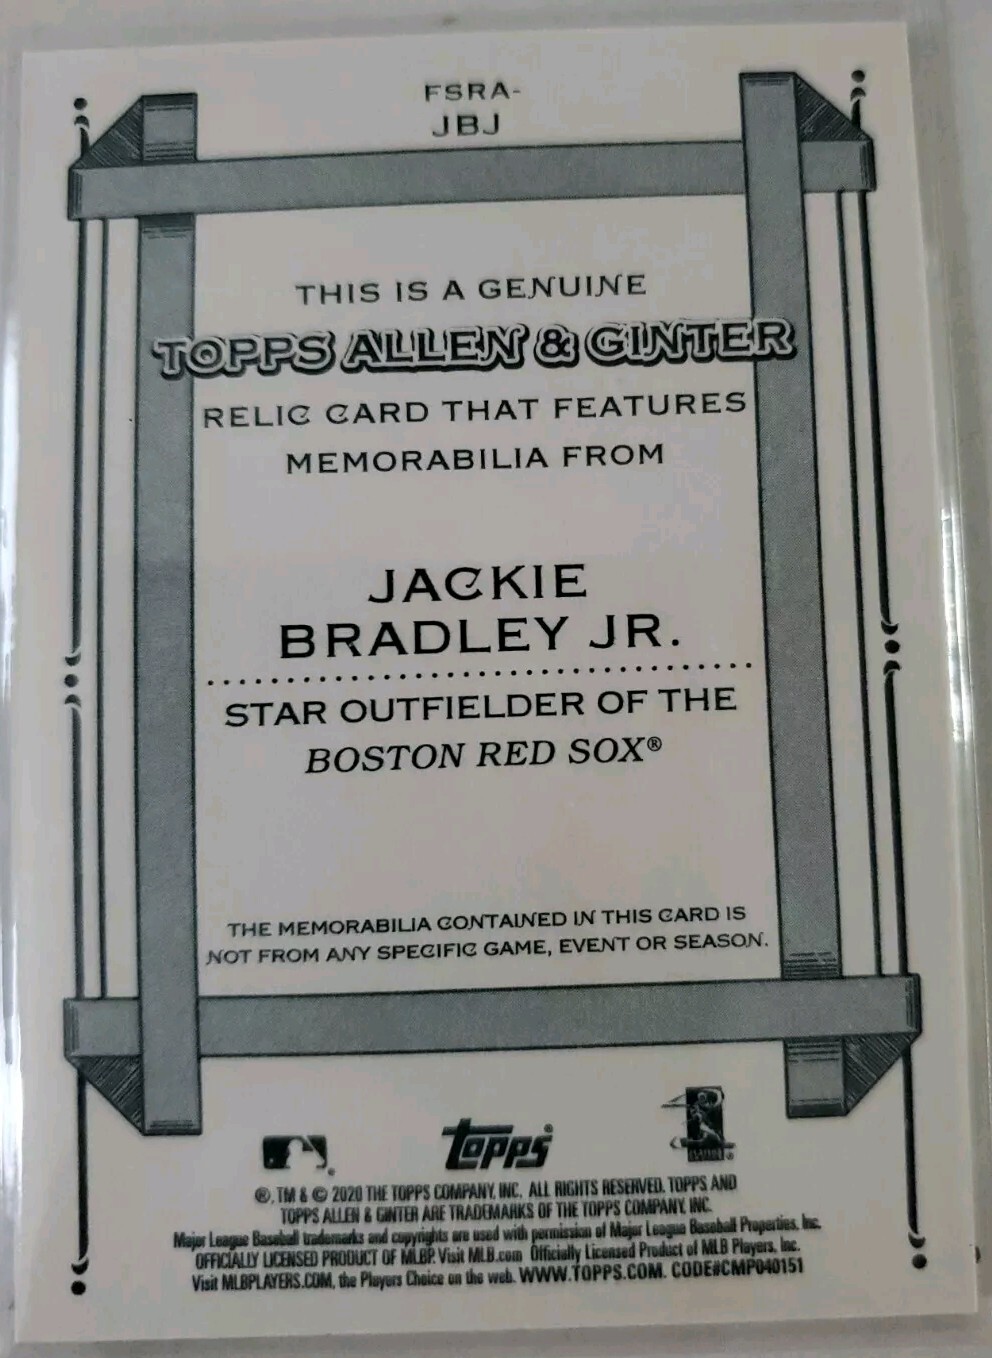 FSRA-
JBJ
THIS IS A GENUINE
TOPPS ALLEN & GINTER
RELIC CARD THAT FEATURES
MEMORABILIA FROM
JACKIE
BRADLEY JR.
STAR OUTFIELDER OF THE
BOSTON RED SOX®
THE MEMORABILIA CONTAINED IN THIS CARD IS
NOT FROM ANY SPECIFIC GAME, EVENT OR SEASON.
topps®
®, TM & © 2020 THE TOPPS COMPANY, INC. ALL RIGHTS RESERVED. TOPPS AND
TOPPS ALLEN & GINTER ARE TRADEMARKS OF THE TOPPS COMPANY, INC.
Major League Baseball trademarks and copyrights are used with permission of Major League Baseball Properties, Inc.
OFFICIALLY LICENSED PRODUCT OF MLBP. Visit MLB.com Officially Licensed Product of MLB Players, Inc.
Visit MLBPLAYERS.COM, the Players Choice on the web. WWW.TOPPS.COM. CODE#CMP040151